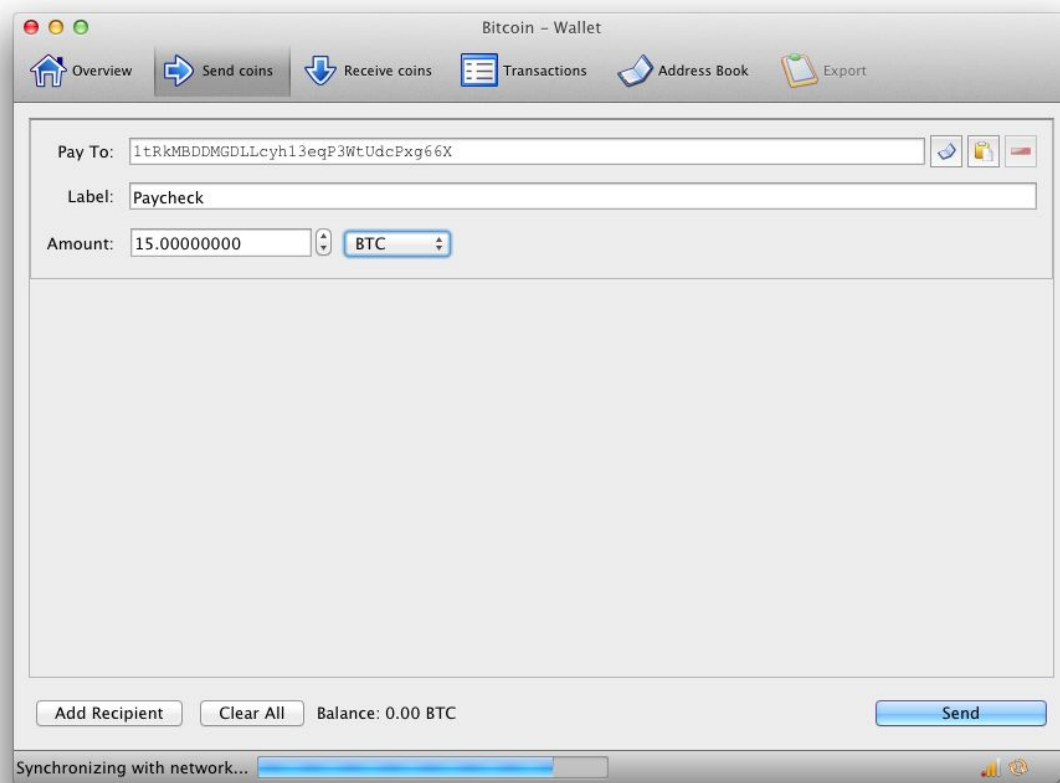 Bitcoin – Wallet
Overview Send coins Receive coins Transactions Address Book Export
Pay To: 1tRkMBDDMGDLLcyh13eqP3WtUdcPxg66X
Label: Paycheck
Amount: 15.00000000 BTC
Add Recipient Clear All Balance: 0.00 BTC Send
Synchronizing with network...